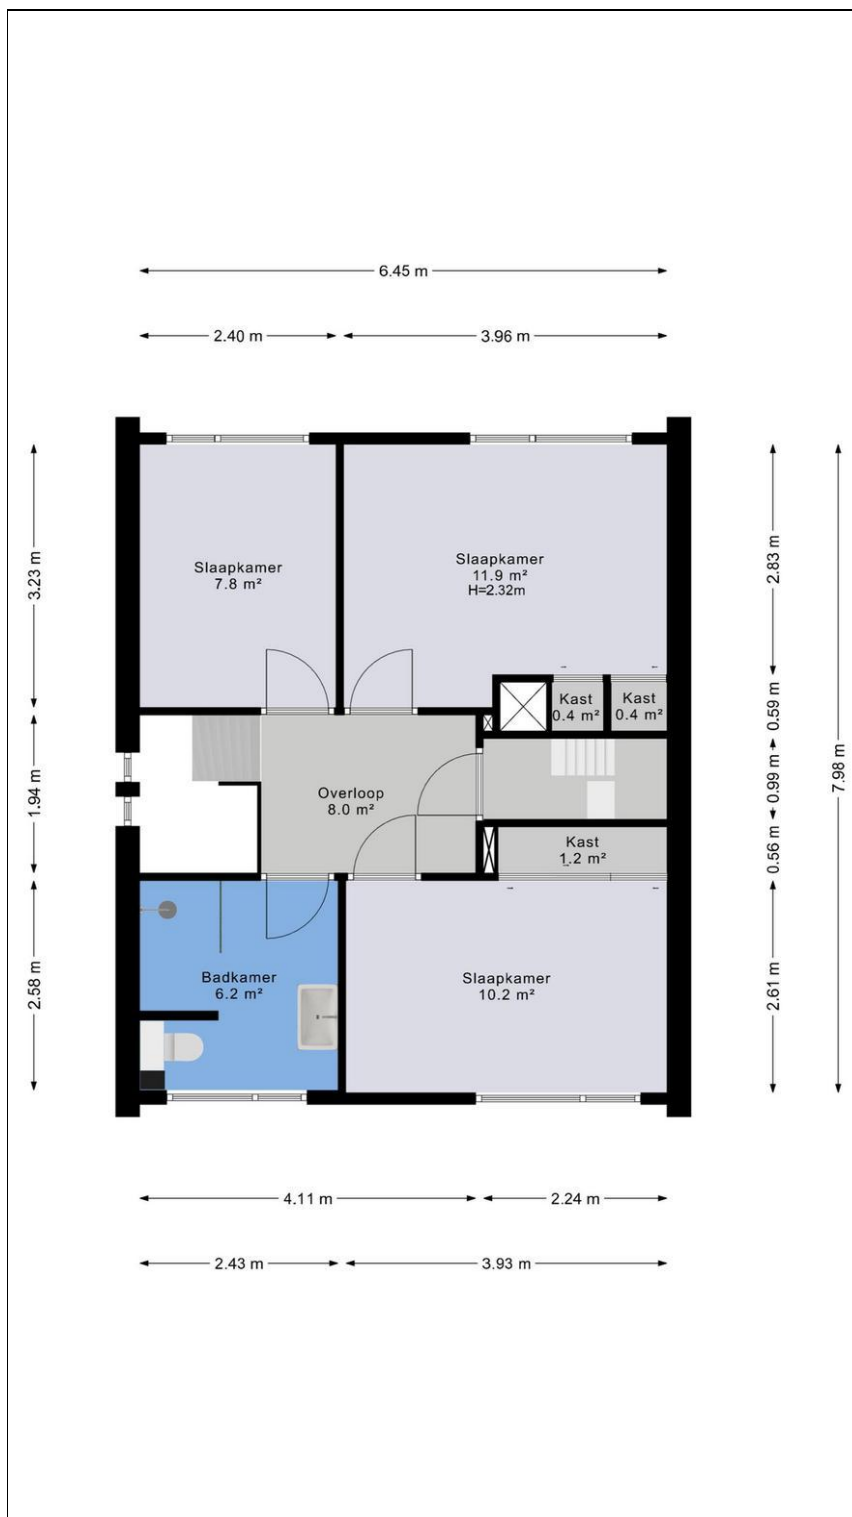 6.45 m
2.40 m
3.96 m
3.23 m
1.94 m
2.58 m
2.83 m
0.59 m
0.99 m
0.56 m
2.61 m
7.98 m
Slaapkamer
7.8 m²
Slaapkamer
11.9 m²
H=2.32m
Kast
0.4 m²
Kast
0.4 m²
Overloop
8.0 m²
Kast
1.2 m²
Badkamer
6.2 m²
Slaapkamer
10.2 m²
4.11 m
2.24 m
2.43 m
3.93 m